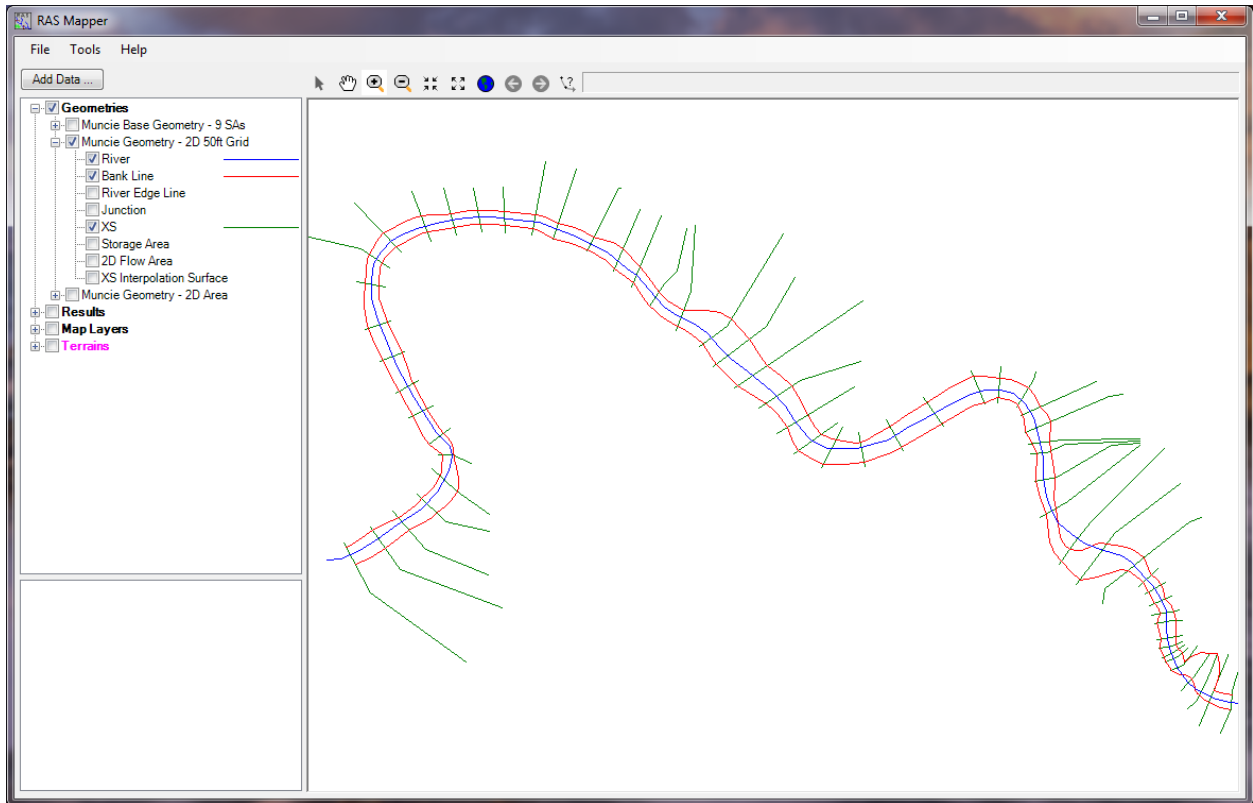 RAS Mapper
File Tools Help
Add Data ...
Geometries
Muncie Base Geometry - 9 SAs
Muncie Geometry - 2D 50ft Grid
River
Bank Line
River Edge Line
Junction
XS
Storage Area
2D Flow Area
XS Interpolation Surface
Muncie Geometry - 2D Area
Results
Map Layers
Terrains